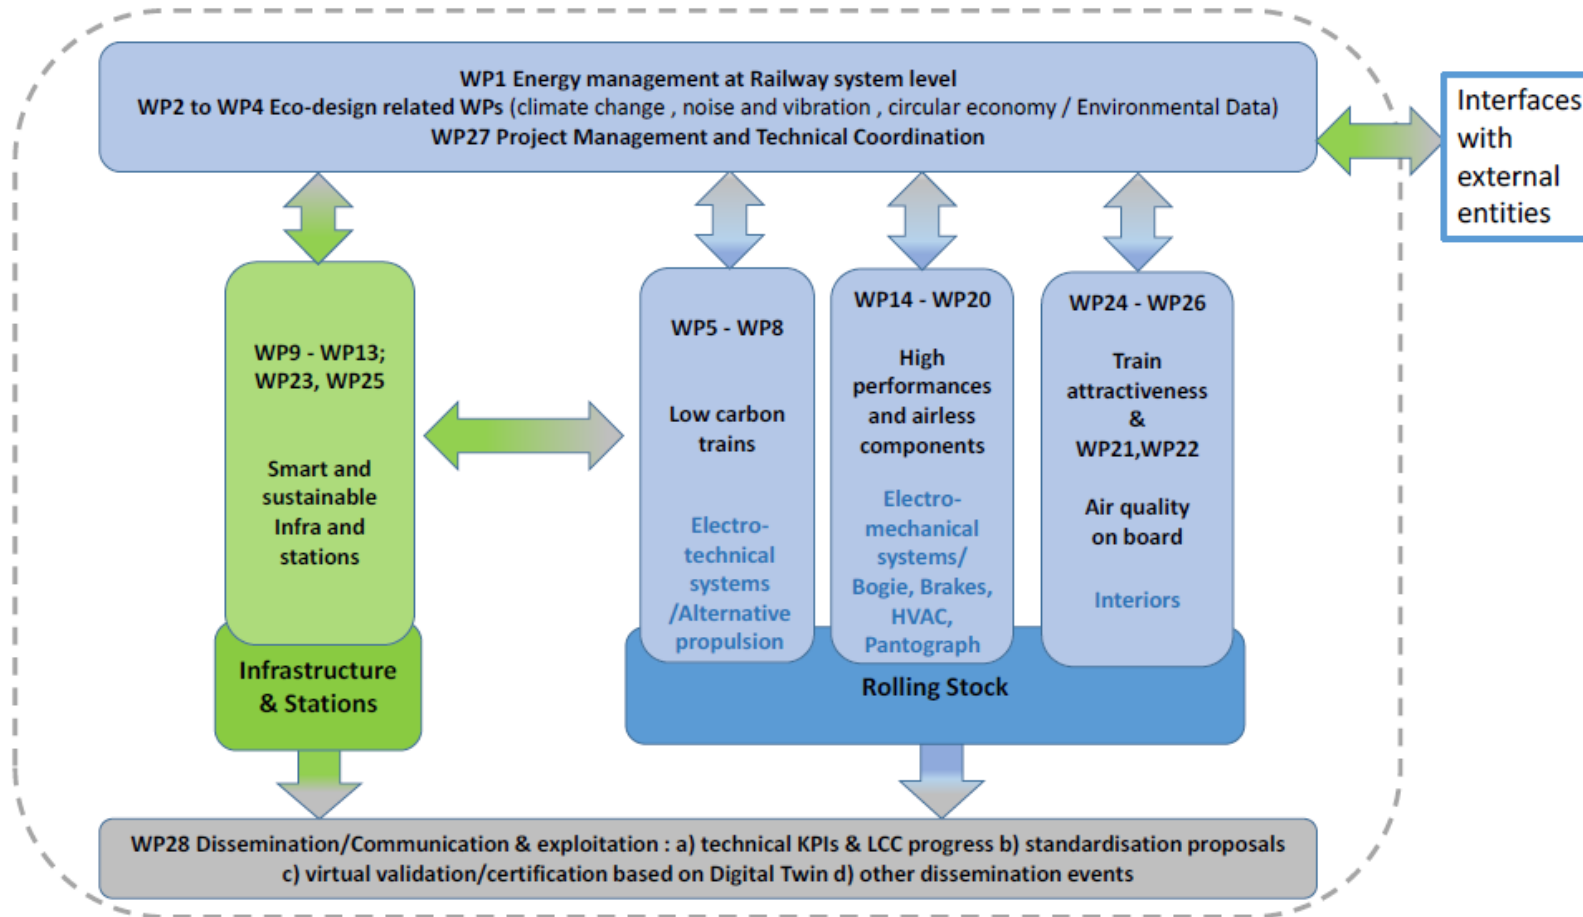 WP1 Energy management at Railway system level
WP2 to WP4 Eco-design related WPs (climate change , noise and vibration , circular economy / Environmental Data)
WP27 Project Management and Technical Coordination
Interfaces
with
external
entities
WP9 - WP13;
WP23, WP25
Smart and
sustainable
Infra and
stations
Infrastructure
& Stations
WP5 - WP8
Low carbon
trains
Electro-
technical
systems
/Alternative
propulsion
WP14 - WP20
High
performances
and airless
components
Electro-
mechanical
systems/
Bogie, Brakes,
HVAC,
Pantograph
WP24 - WP26
Train
attractiveness
&
WP21,WP22
Air quality
on board
Interiors
Rolling Stock
WP28 Dissemination/Communication & exploitation : a) technical KPIs & LCC progress b) standardisation proposals
c) virtual validation/certification based on Digital Twin d) other dissemination events